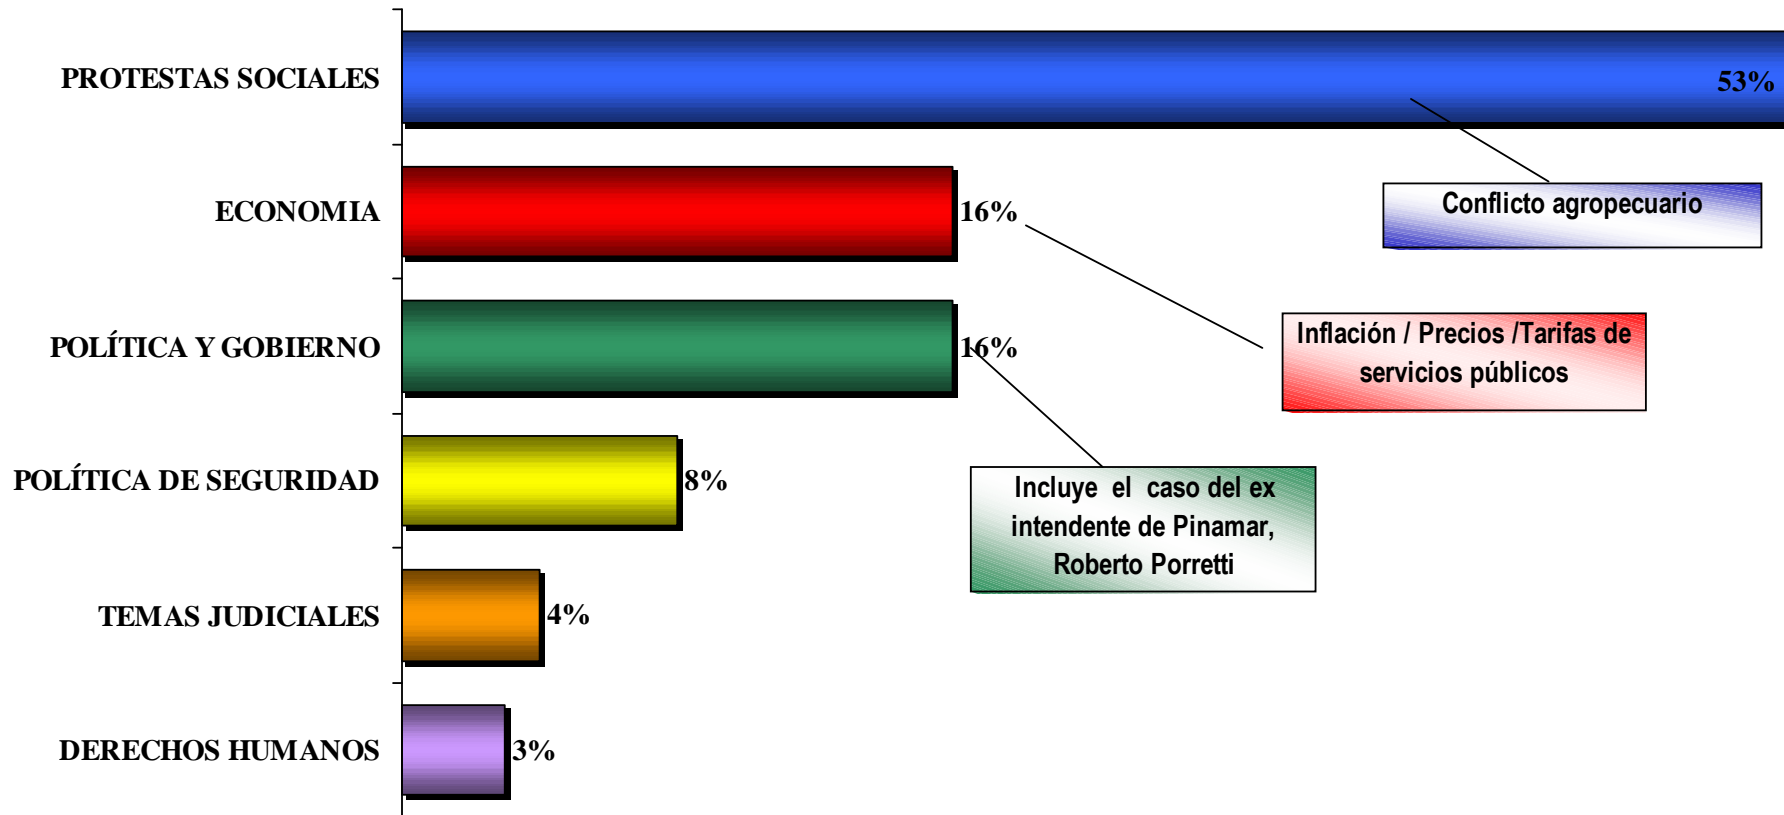 PROTESTAS SOCIALES
53%
Conflicto agropecuario
ECONOMIA
16%
Inflación / Precios /Tarifas de
servicios públicos
POLÍTICA Y GOBIERNO
16%
Incluye el caso del ex
intendente de Pinamar,
Roberto Porretti
POLÍTICA DE SEGURIDAD
8%
TEMAS JUDICIALES
4%
DERECHOS HUMANOS
3%